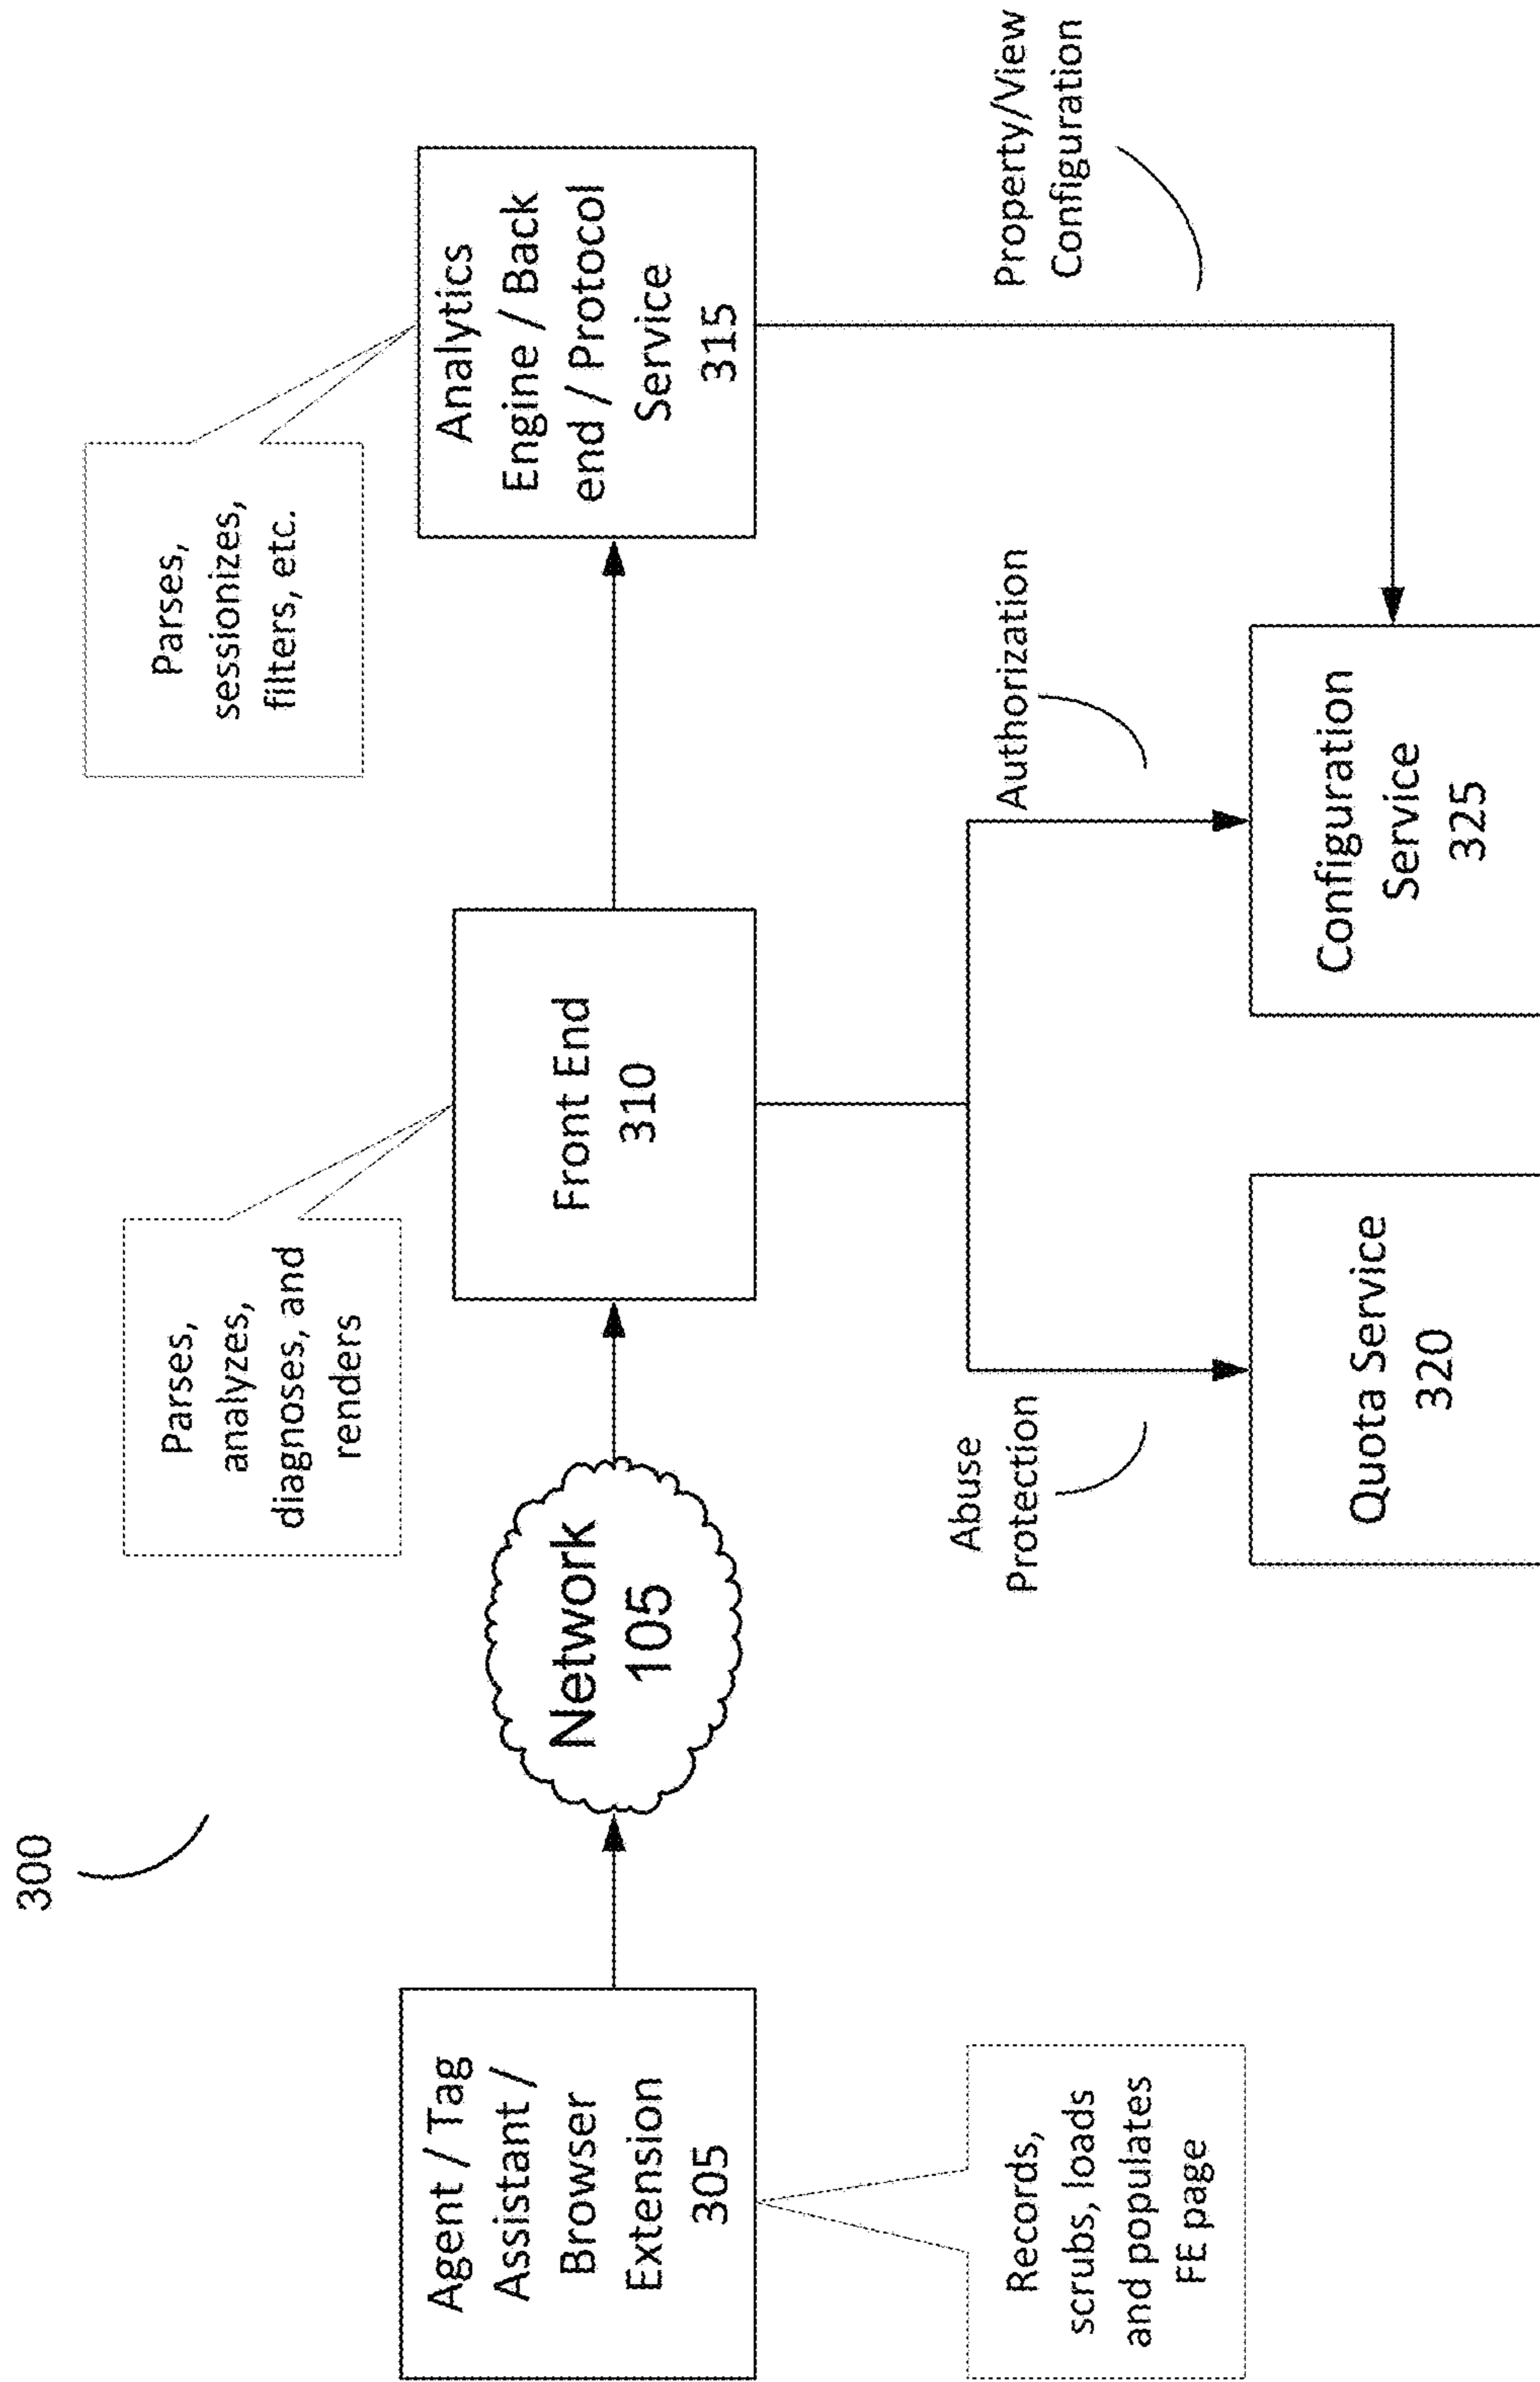 300
Parses,
sessionizes,
filters, etc.
Parses,
analyzes,
diagnoses, and
renders
Agent / Tag
Assistant /
Browser
Extension
305
Network
105
Front End
310
Analytics
Engine / Back
end / Protocol
Service
315
Records,
scrubs, loads
and populates
FE page
Abuse
Protection
Authorization
Property/View
Configuration
Quota Service
320
Configuration
Service
325